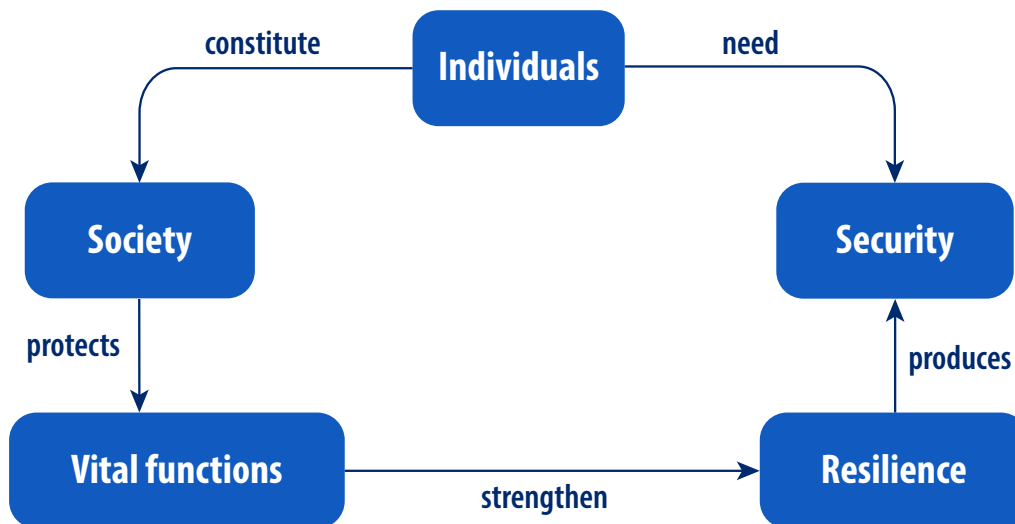 constitute
Individuals
need
Society
Security
protects
produces
Vital functions
strengthen
Resilience